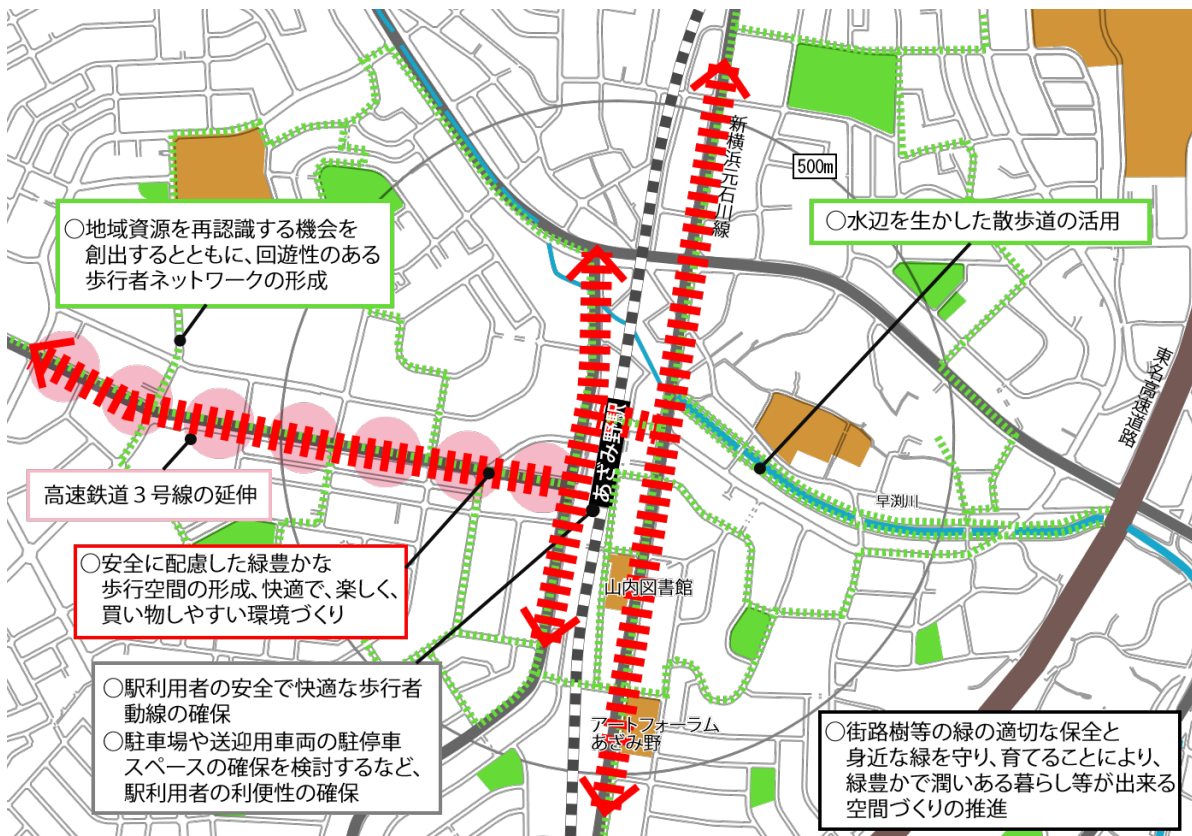 新横浜元石川線
500m
○地域資源を再認識する機会を
創出するとともに、回遊性のある
歩行者ネットワークの形成
○水辺を生かした散歩道の活用
東名高速道路
あざみ野駅
高速鉄道３号線の延伸
早渕川
○安全に配慮した緑豊かな
歩行空間の形成、快適で、楽しく、
買い物しやすい環境づくり
山内図書館
○駅利用者の安全で快適な歩行者
動線の確保
○駐車場や送迎用車両の駐停車
スペースの確保を検討するなど、
駅利用者の利便性の確保
アートフォーラム
あざみ野
○街路樹等の緑の適切な保全と
身近な緑を守り、育てることにより、
緑豊かで潤いある暮らし等が出来る
空間づくりの推進